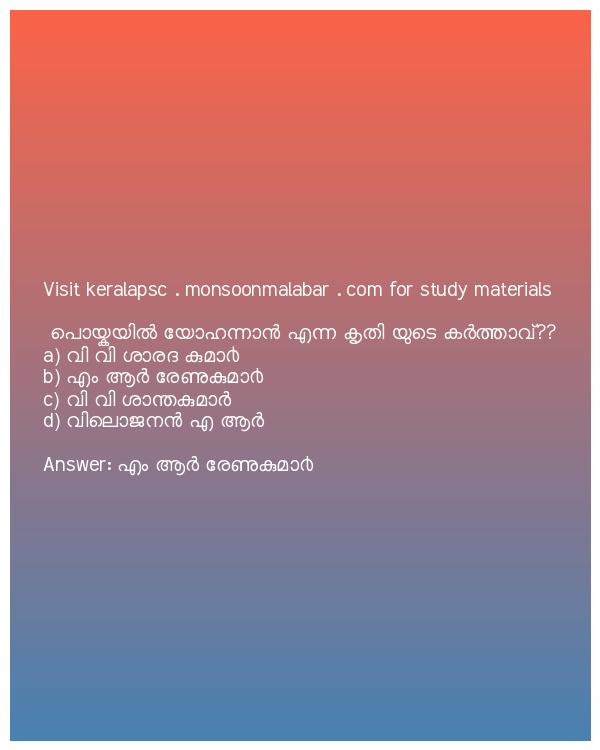 Visit keralapsc . monsoonmalabar . com for study materials
പൊയ്കയിൽ യോഹന്നാൻ എന്ന കൃതി യുടെ കർത്താവ്??
a) വി വി ശാരദ കുമാർ
b) എം ആർ രേണുകുമാർ
c) വി വി ശാന്തകുമാർ
d) വിലൊജനൻ എ ആർ
Answer: എം ആർ രേണുകുമാർ